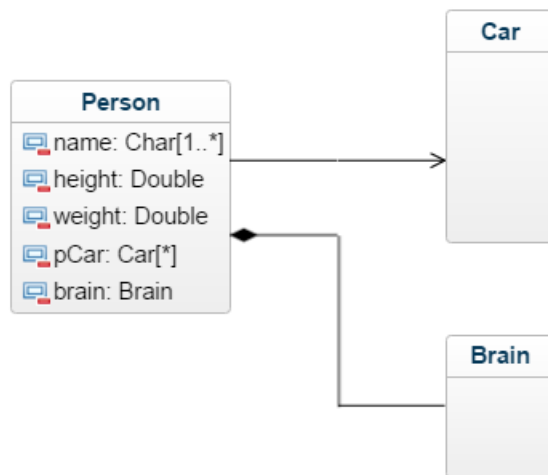 Car
Person
name: Char[1..*]
height: Double
weight: Double
pCar: Car[*]
brain: Brain
Brain